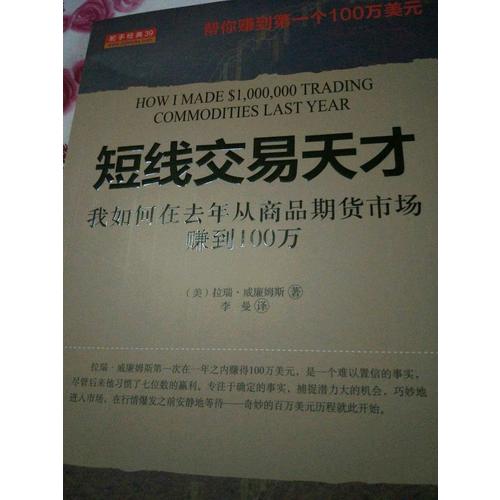 舵手经典39
帮你赚到第一个100万美元
HOW I MADE $1,000,000 TRADING
COMMODITIES LAST YEAR
短线交易天才
我如何在去年从商品期货市场
赚到100万
（美）拉瑞·威廉姆斯 著
李 曼 译
拉瑞·威廉姆斯第一次在一年之内赚得100万美元，是一个难以置信的事实，
尽管后来他习惯了七位数的赢利。专注于确定的事实，捕捉潜力大的机会，巧妙地
进入市场，在行情爆发之前安静地等待——奇妙的百万美元历程就此开始。